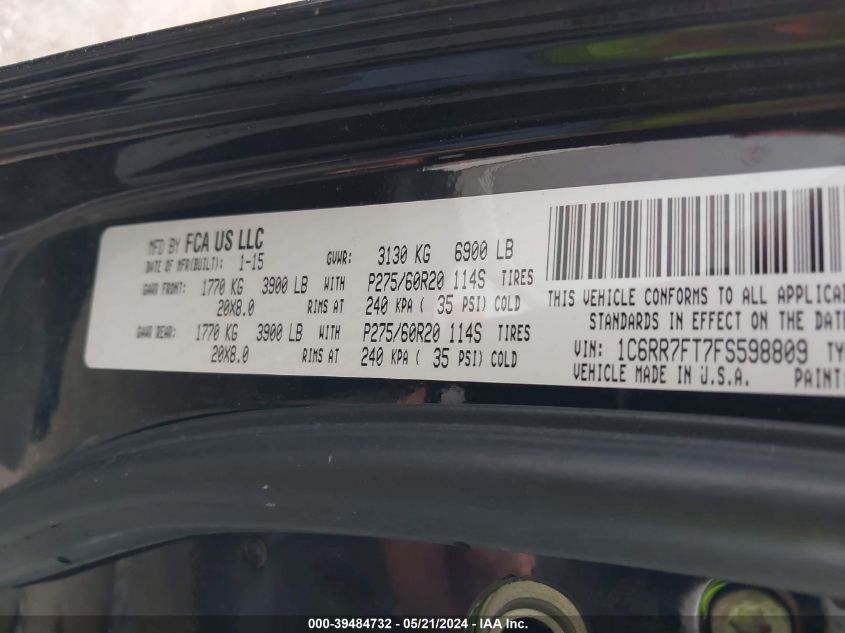 MFD BY FCA US LLC
DATE OF MFR(BUILT): 1-15 GVWR: 3130 KG 6900 LB
GAWR FRONT: 1770 KG 3900 LB WITH P275/60R20 114S TIRES
20X8.0 RIMS AT 240 KPA ( 35 PSI) COLD
GAWR REAR: 1770 KG 3900 LB WITH P275/60R20 114S TIRES
20X8.0 RIMS AT 240 KPA ( 35 PSI) COLD
THIS VEHICLE CONFORMS TO ALL APPLICA
STANDARDS IN EFFECT ON THE DAT
VIN: 1C6RR7FT7FS598809 TY
VEHICLE MADE IN U.S.A. PAINT:
000-39484732 - 05/21/2024 - IAA Inc.